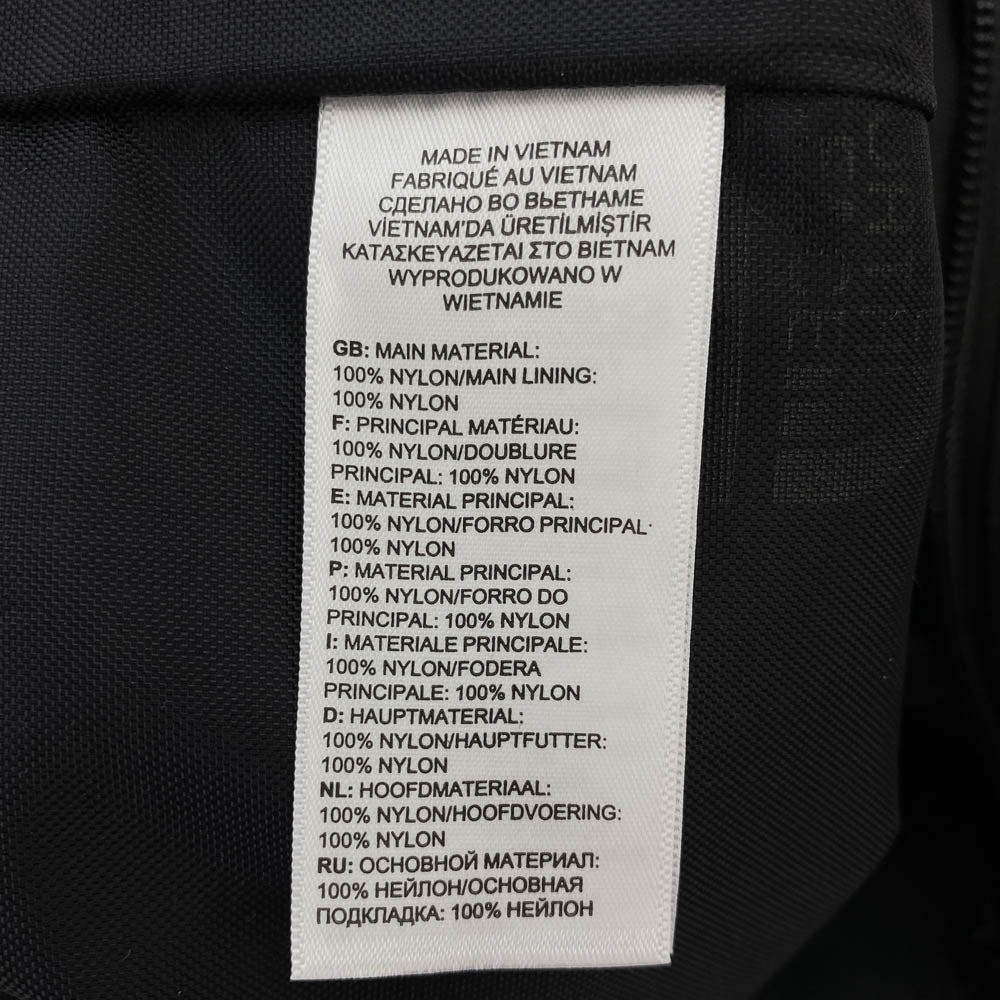 MADE IN VIETNAM
FABRIQUÉ AU VIETNAM
СДЕЛАНО ВО ВЬЕТНАМЕ
VİETNAM'DA ÜRETİLMİŞTİR
ΚΑΤΑΣΚΕΥΑΖΕΤΑΙ ΣΤΟ ΒΙΕΤΝΑΜ
WYPRODUKOWANO W
WIETNAMIE
GB: MAIN MATERIAL:
100% NYLON/MAIN LINING:
100% NYLON
F: PRINCIPAL MATÉRIAU:
100% NYLON/DOUBLURE
PRINCIPAL: 100% NYLON
E: MATERIAL PRINCIPAL:
100% NYLON/FORRO PRINCIPAL:
100% NYLON
P: MATERIAL PRINCIPAL:
100% NYLON/FORRO DO
PRINCIPAL: 100% NYLON
I: MATERIALE PRINCIPALE:
100% NYLON/FODERA
PRINCIPALE: 100% NYLON
D: HAUPTMATERIAL:
100% NYLON/HAUPTFUTTER:
100% NYLON
NL: HOOFDMATERIAAL:
100% NYLON/HOOFDVOERING:
100% NYLON
RU: ОСНОВНОЙ МАТЕРИАЛ:
100% НЕЙЛОН/ОСНОВНАЯ
ПОДКЛАДКА: 100% НЕЙЛОН